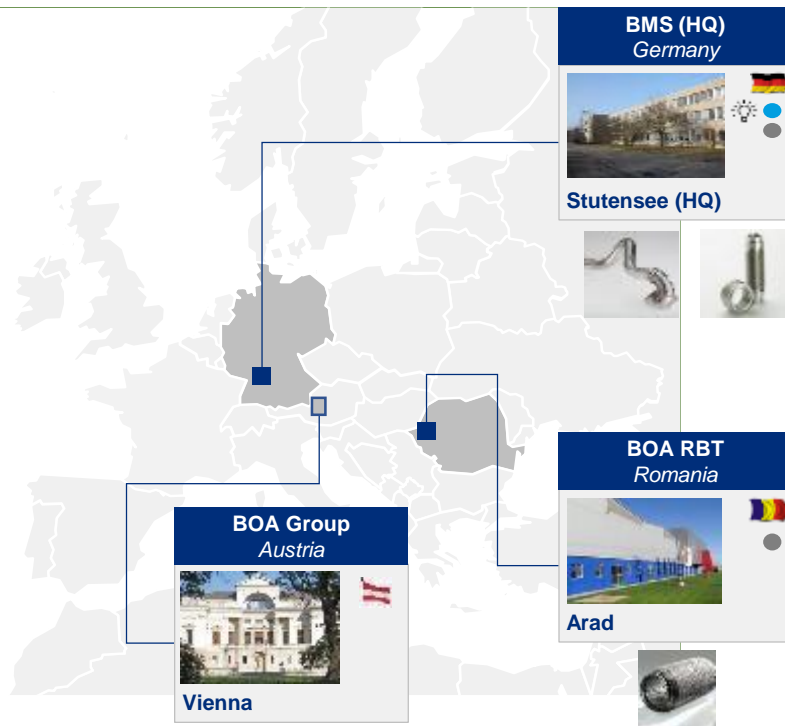 BMS (HQ)
Germany
Stutensee (HQ)
BOA RBT
Romania
Arad
BOA Group
Austria
Vienna